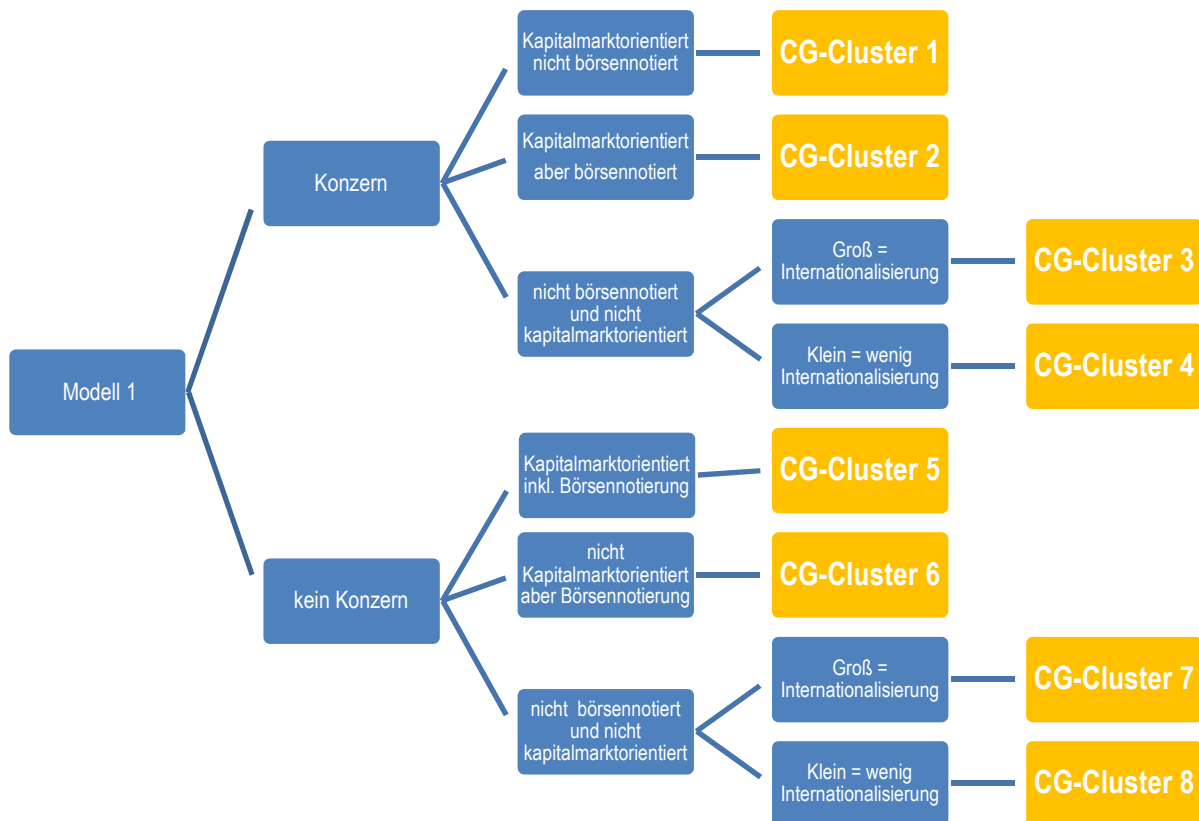 Modell 1
Konzern
Kapitalmarktorientiert
nicht börsennotiert
CG-Cluster 1
Kapitalmarktorientiert
aber börsennotiert
CG-Cluster 2
nicht börsennotiert
und nicht
kapitalmarktorientiert
Groß =
Internationalisierung
CG-Cluster 3
Klein = wenig
Internationalisierung
CG-Cluster 4
kein Konzern
Kapitalmarktorientiert
inkl. Börsennotierung
CG-Cluster 5
nicht
Kapitalmarktorientiert
aber Börsennotierung
CG-Cluster 6
nicht börsennotiert
und nicht
kapitalmarktorientiert
Groß =
Internationalisierung
CG-Cluster 7
Klein = wenig
Internationalisierung
CG-Cluster 8